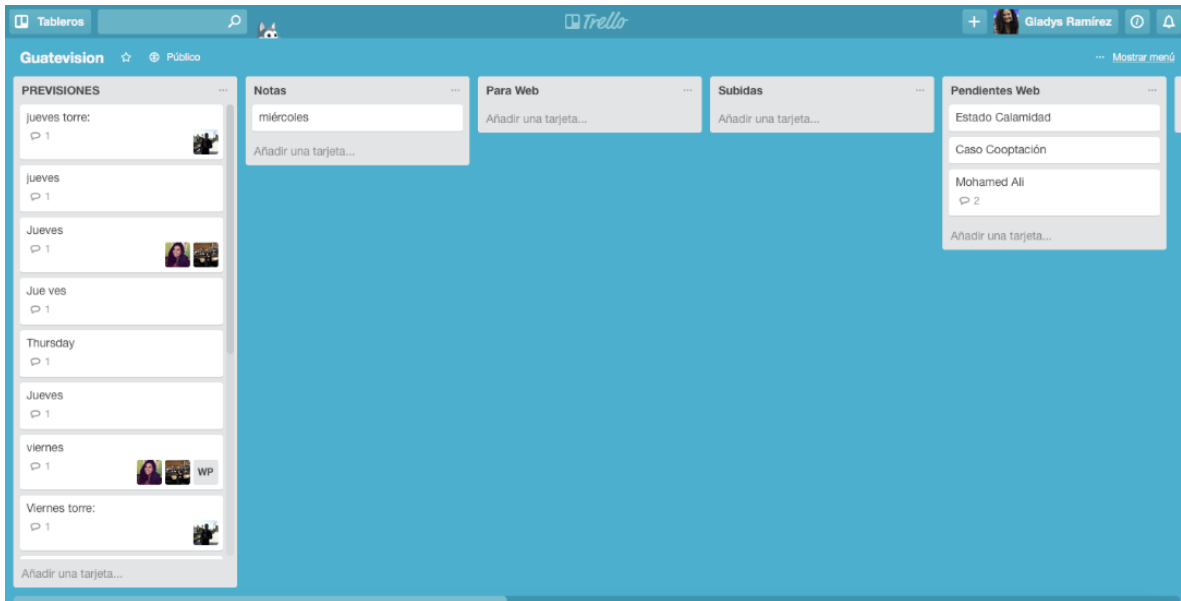 Tableros
Trello
Gladys Ramírez
Guatevision
Público
... Mostrar menú
PREVISIONES ...
jueves torre:
1
jueves
1
Jueves
1
Jue ves
1
Thursday
1
Jueves
1
viernes
1
WP
Viernes torre:
1
Añadir una tarjeta...
Notas ...
miércoles
Añadir una tarjeta...
Para Web ...
Añadir una tarjeta...
Subidas ...
Añadir una tarjeta...
Pendientes Web ...
Estado Calamidad
Caso Cooptación
Mohamed Ali
2
Añadir una tarjeta...